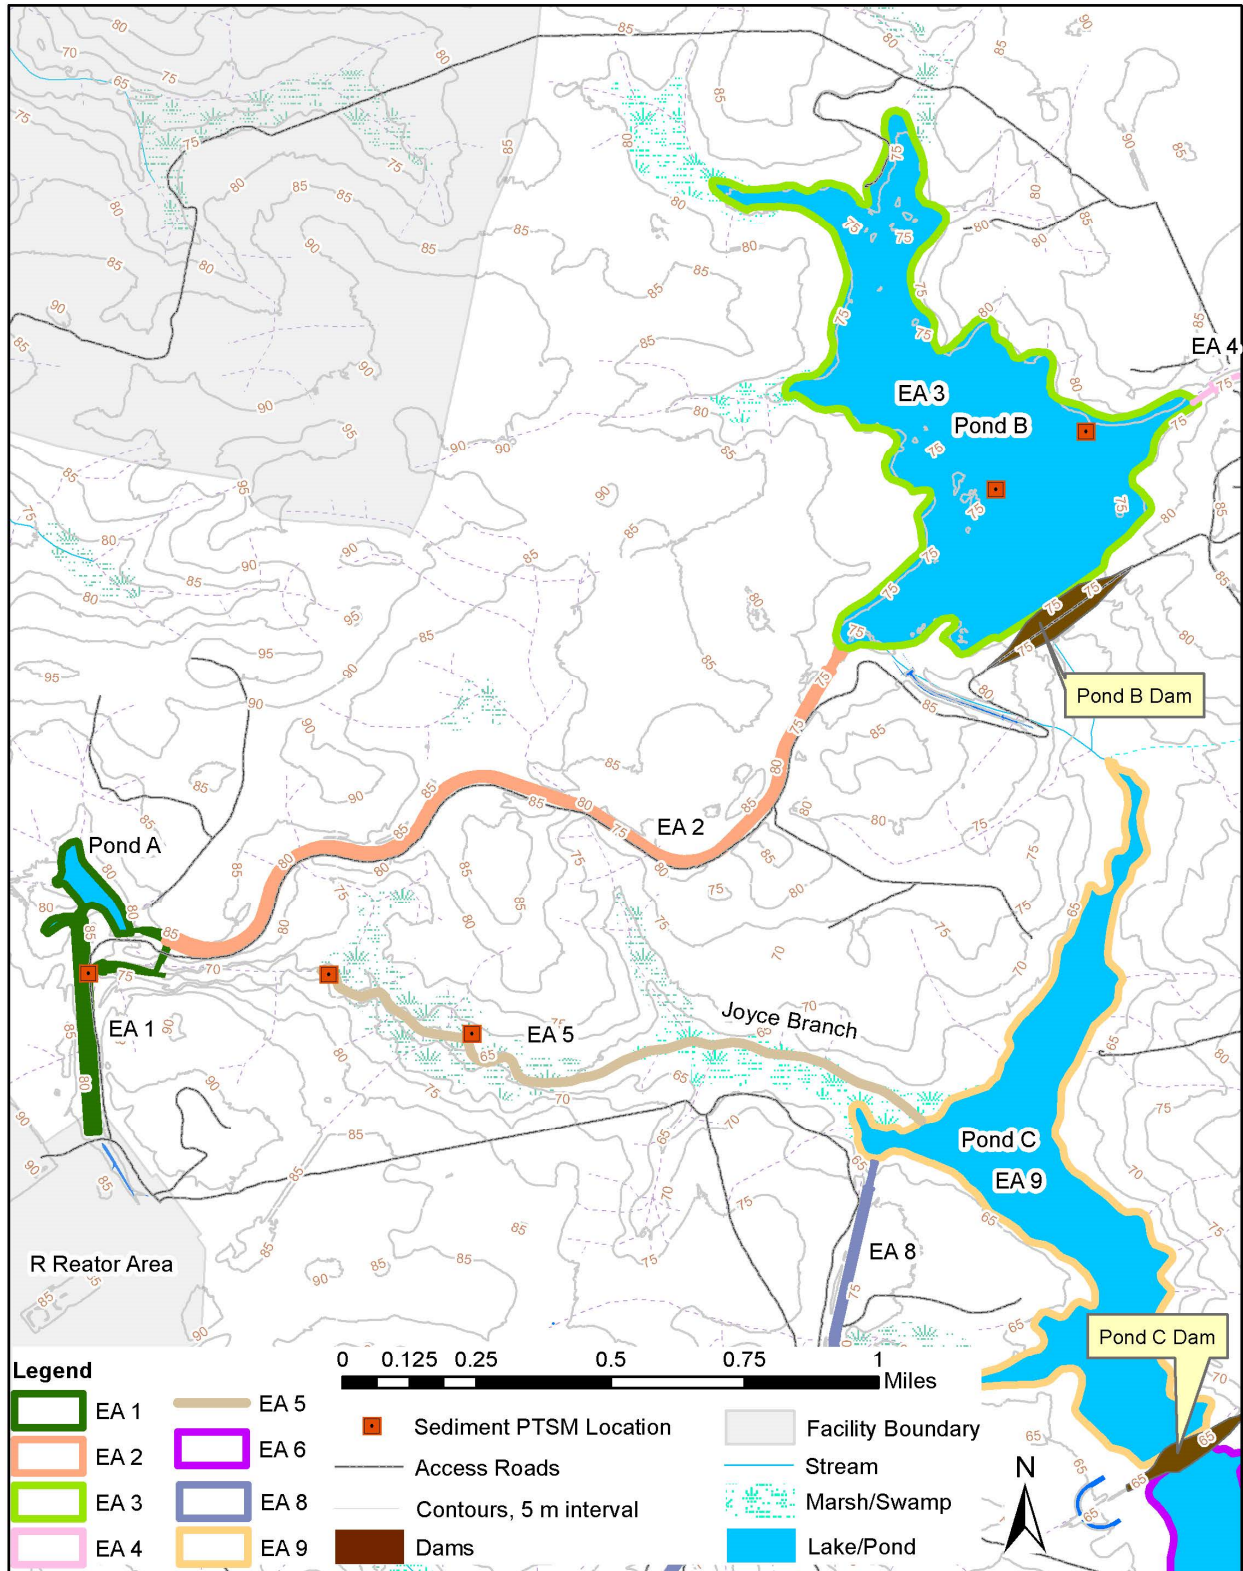 EA 4
EA 3
Pond B
Pond B Dam
EA 2
Pond A
EA 1
EA 5
Joyce Branch
Pond C
EA 9
EA 8
R Reator Area
Pond C Dam
Legend
EA 1
EA 2
EA 3
EA 4
EA 5
EA 6
EA 8
EA 9
0 0.125 0.25 0.5 0.75 1
Miles
Sediment PTSM Location
Access Roads
Contours, 5 m interval
Dams
Facility Boundary
Stream
Marsh/Swamp
Lake/Pond
N